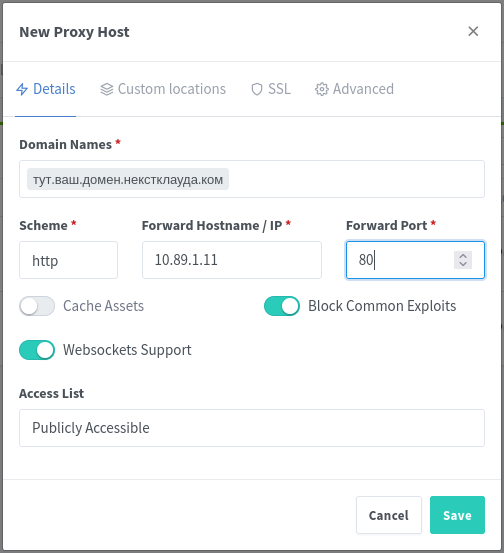 New Proxy Host
Details Custom locations SSL Advanced
Domain Names *
тут.ваш.домен.некстклауда.ком
Scheme * Forward Hostname / IP * Forward Port *
http 10.89.1.11 80
Cache Assets Block Common Exploits
Websockets Support
Access List
Publicly Accessible
Cancel Save